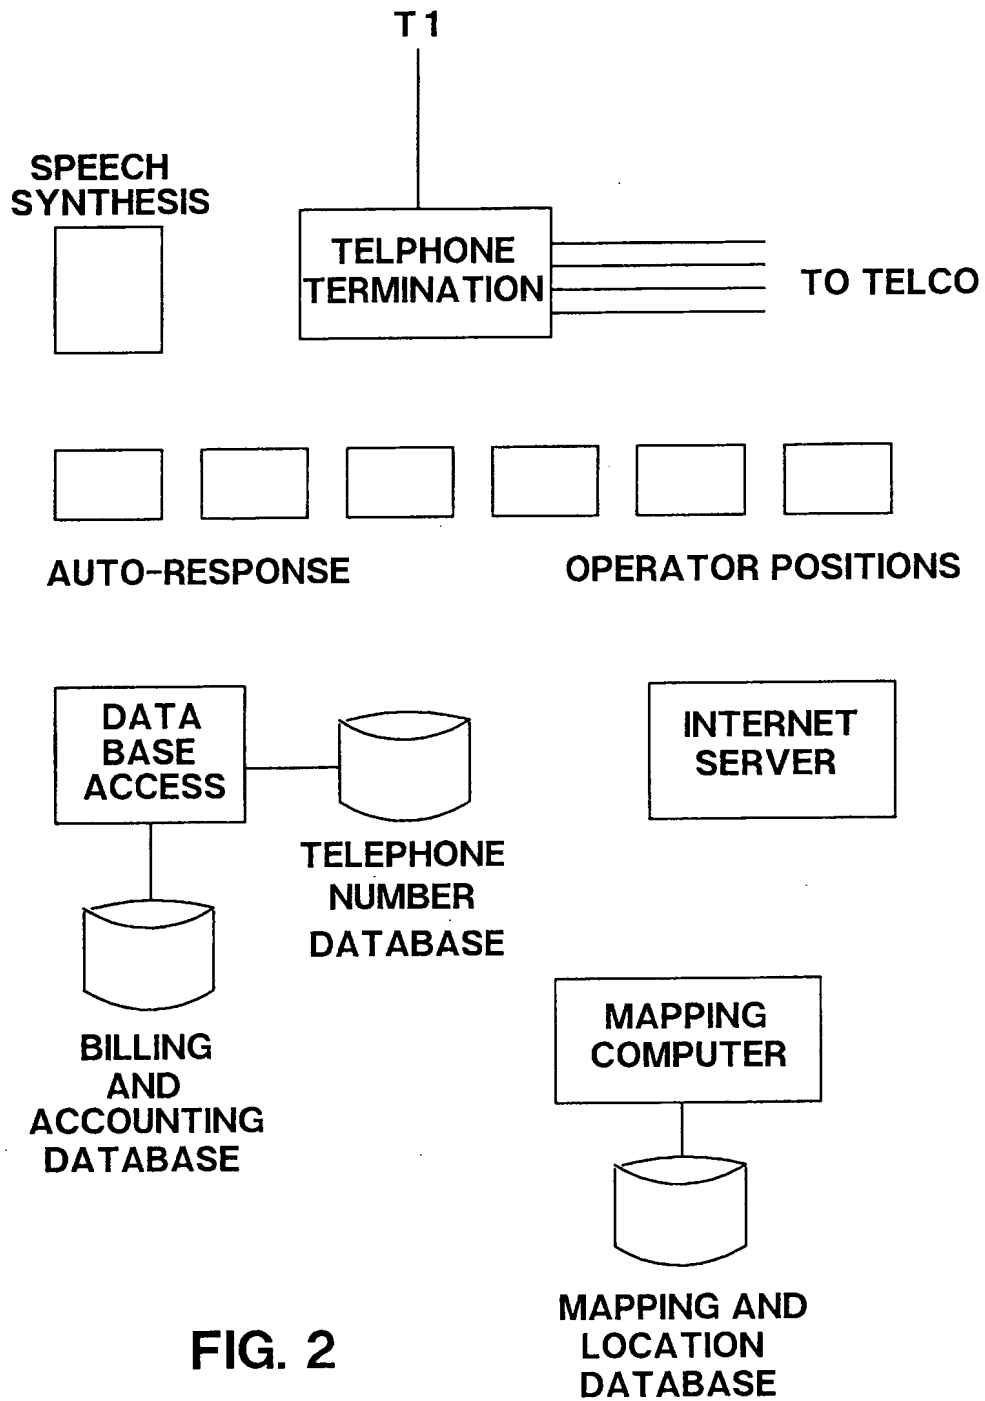 T1
SPEECH
SYNTHESIS
TELPHONE
TERMINATION
TO TELCO
AUTO-RESPONSE
OPERATOR POSITIONS
DATA
BASE
ACCESS
INTERNET
SERVER
TELEPHONE
NUMBER
DATABASE
BILLING
AND
ACCOUNTING
DATABASE
MAPPING
COMPUTER
MAPPING AND
LOCATION
DATABASE
FIG. 2